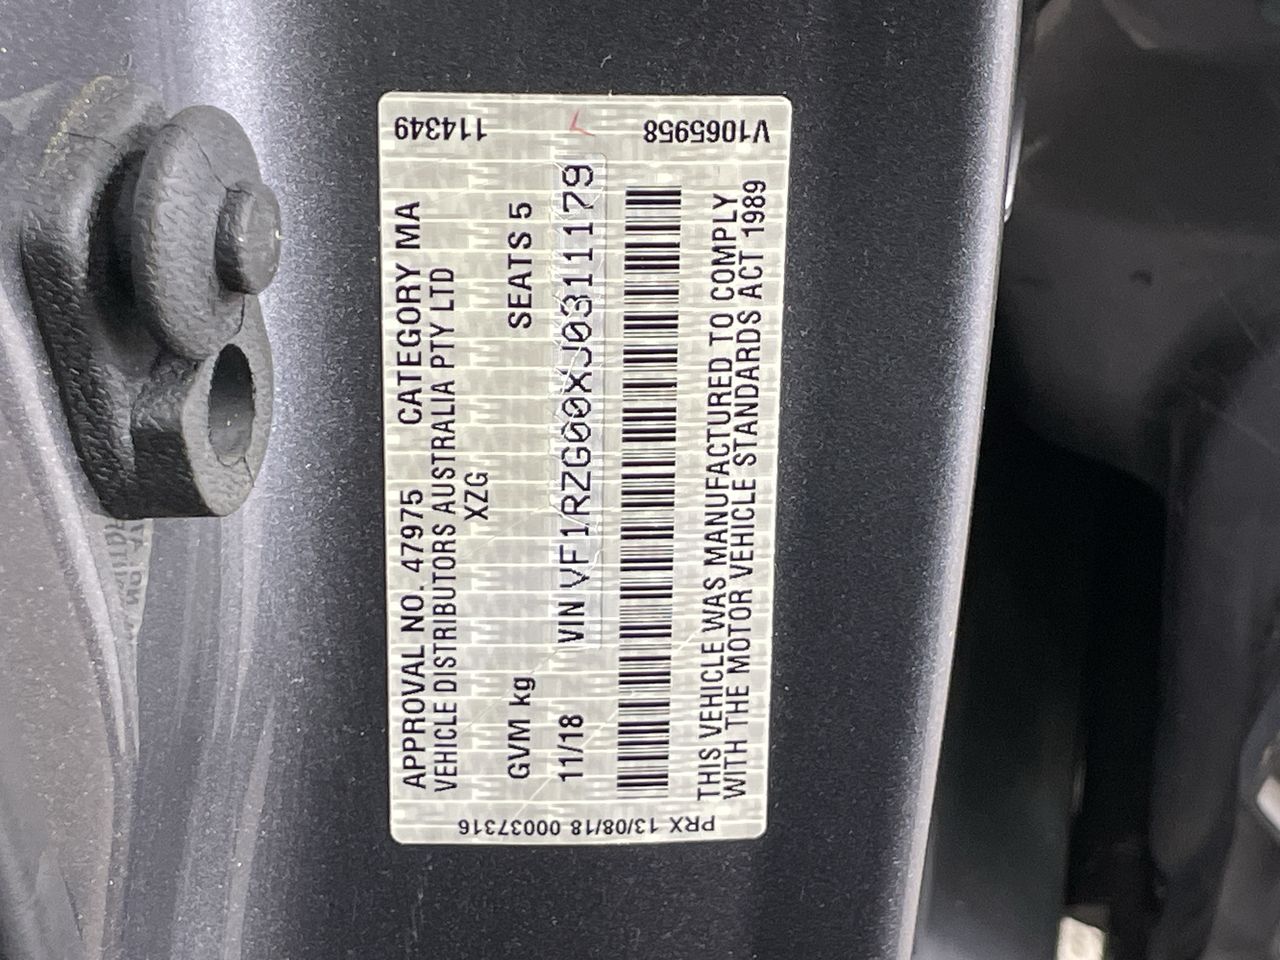 APPROVAL NO. 47975 CATEGORY MA
VEHICLE DISTRIBUTORS AUSTRALIA PTY LTD
XZG
GVM kg SEATS 5
11/18 VIN VF1RZG00XJ0311179
THIS VEHICLE WAS MANUFACTURED TO COMPLY
WITH THE MOTOR VEHICLE STANDARDS ACT 1989
114349
V1065958
PRX 13/08/18 00037316